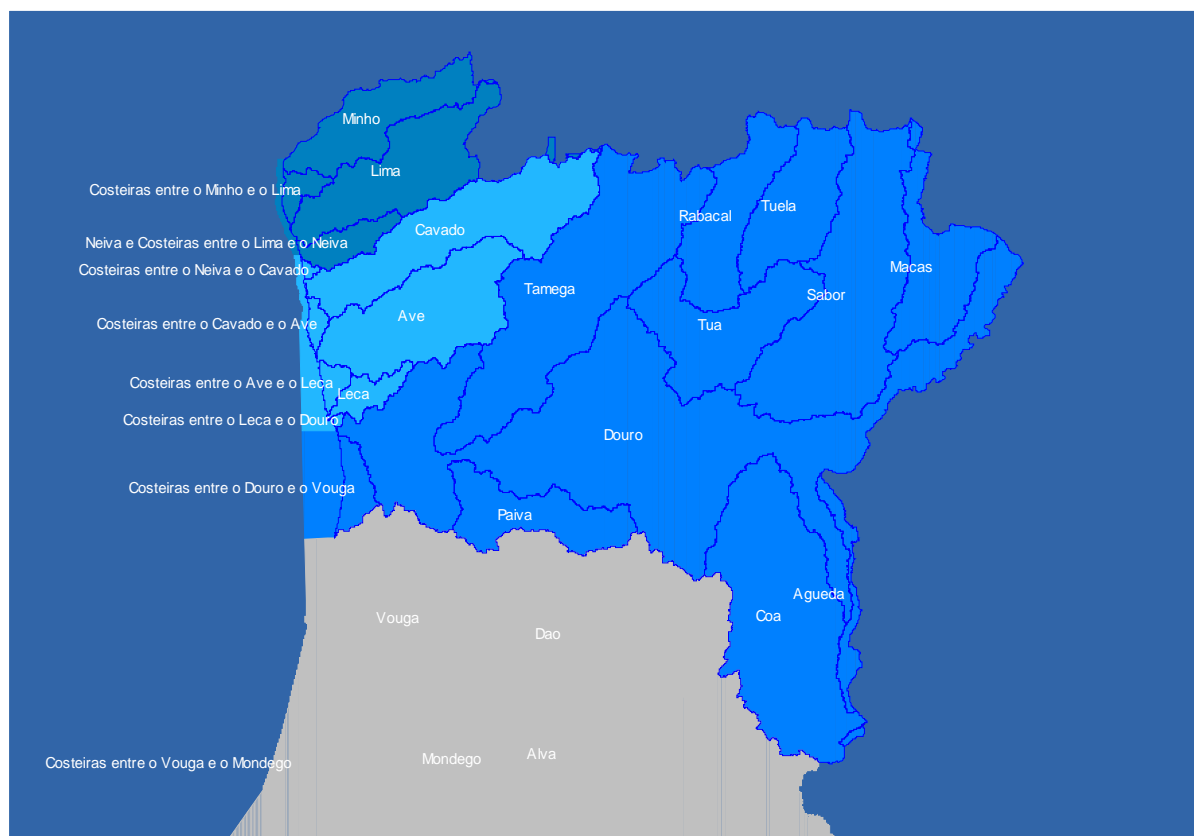 Minho
Lima
Costeiras entre o Minho e o Lima
Rabacal
Tuela
Cavado
Neiva e Costeiras entre o Lima e o Neiva
Costeiras entre o Neiva e o Cavado
Macas
Tamega
Sabor
Ave
Costeiras entre o Cavado e o Ave
Tua
Costeiras entre o Ave e o Leca
Leca
Costeiras entre o Leca e o Douro
Douro
Costeiras entre o Douro e o Vouga
Paiva
Agueda
Coa
Vouga
Dao
Mondego
Alva
Costeiras entre o Vouga e o Mondego